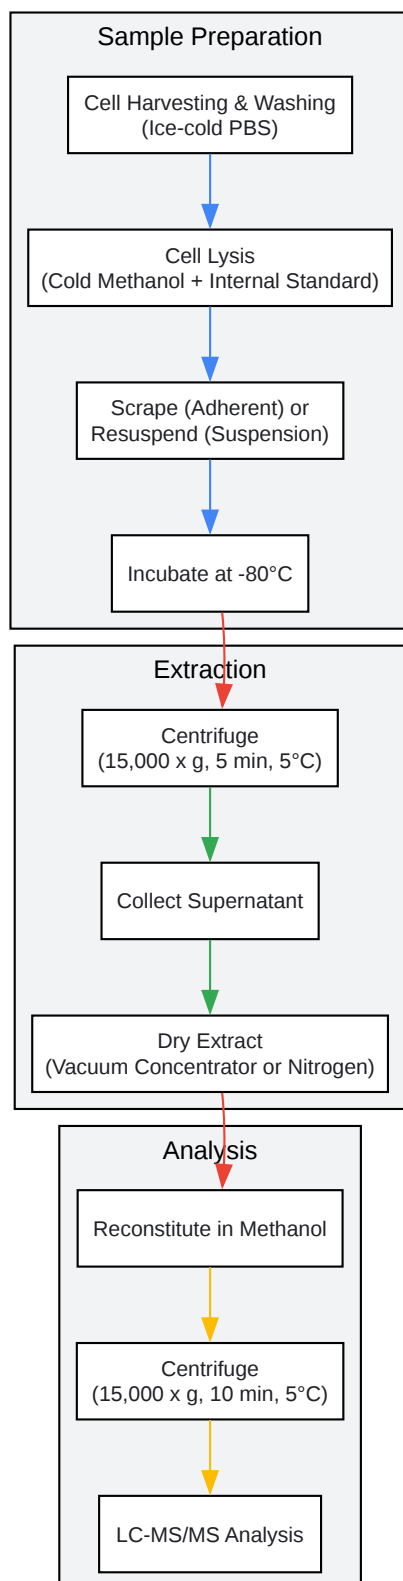 Sample Preparation
Cell Harvesting & Washing
(Ice-cold PBS)
Cell Lysis
(Cold Methanol + Internal Standard)
Scrape (Adherent) or
Resuspend (Suspension)
Incubate at -80°C
Extraction
Centrifuge
(15,000 x g, 5 min, 5°C)
Collect Supernatant
Dry Extract
(Vacuum Concentrator or Nitrogen)
Analysis
Reconstitute in Methanol
Centrifuge
(15,000 x g, 10 min, 5°C)
LC-MS/MS Analysis